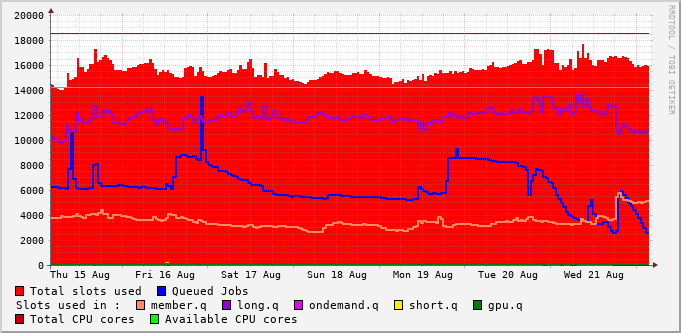 20000
18000
16000
14000
12000
10000
8000
6000
4000
2000
0
Thu 15 Aug Fri 16 Aug Sat 17 Aug Sun 18 Aug Mon 19 Aug Tue 20 Aug Wed 21 Aug
Total slots used Queued Jobs
Slots used in : member.q long.q ondemand.q short.q gpu.q
Total CPU cores Available CPU cores
RRDTOOL / TOBI OETIKER